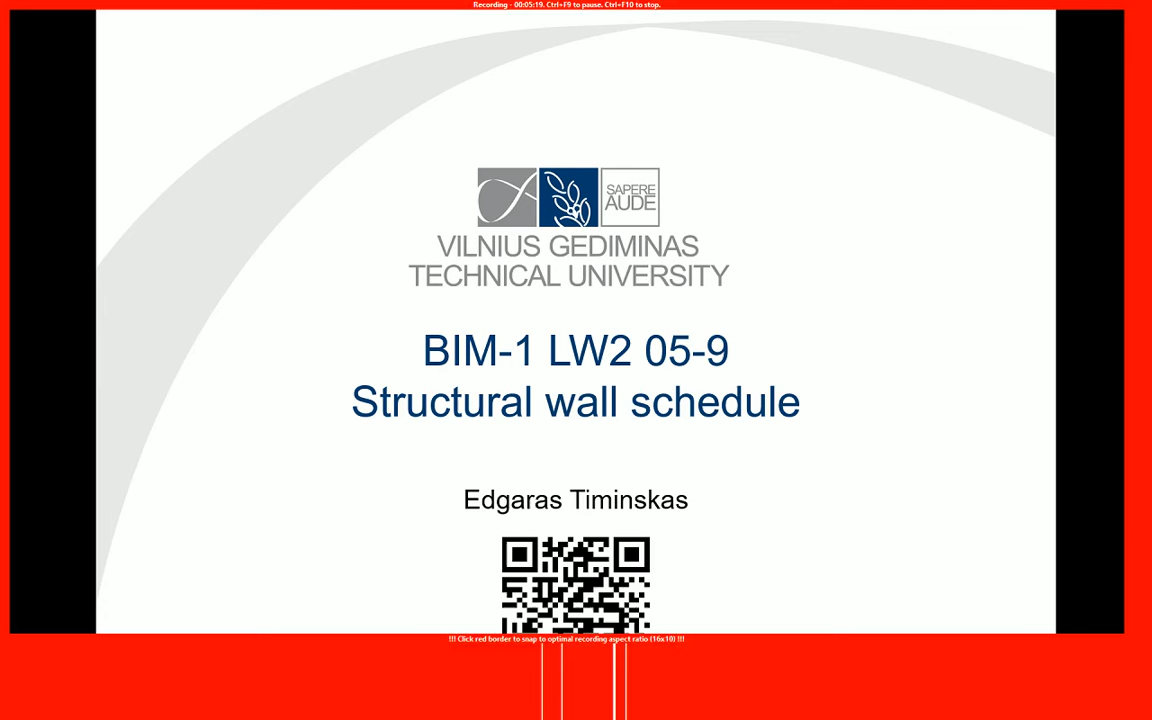 Recording - 00:05:19. Ctrl+F9 to pause. Ctrl+F10 to stop.
SAPERE
AUDE
VILNIUS GEDIMINAS
TECHNICAL UNIVERSITY
BIM-1 LW2 05-9
Structural wall schedule
Edgaras Timinskas
!!! Click red border to snap to optimal recording aspect ratio (16x10) !!!